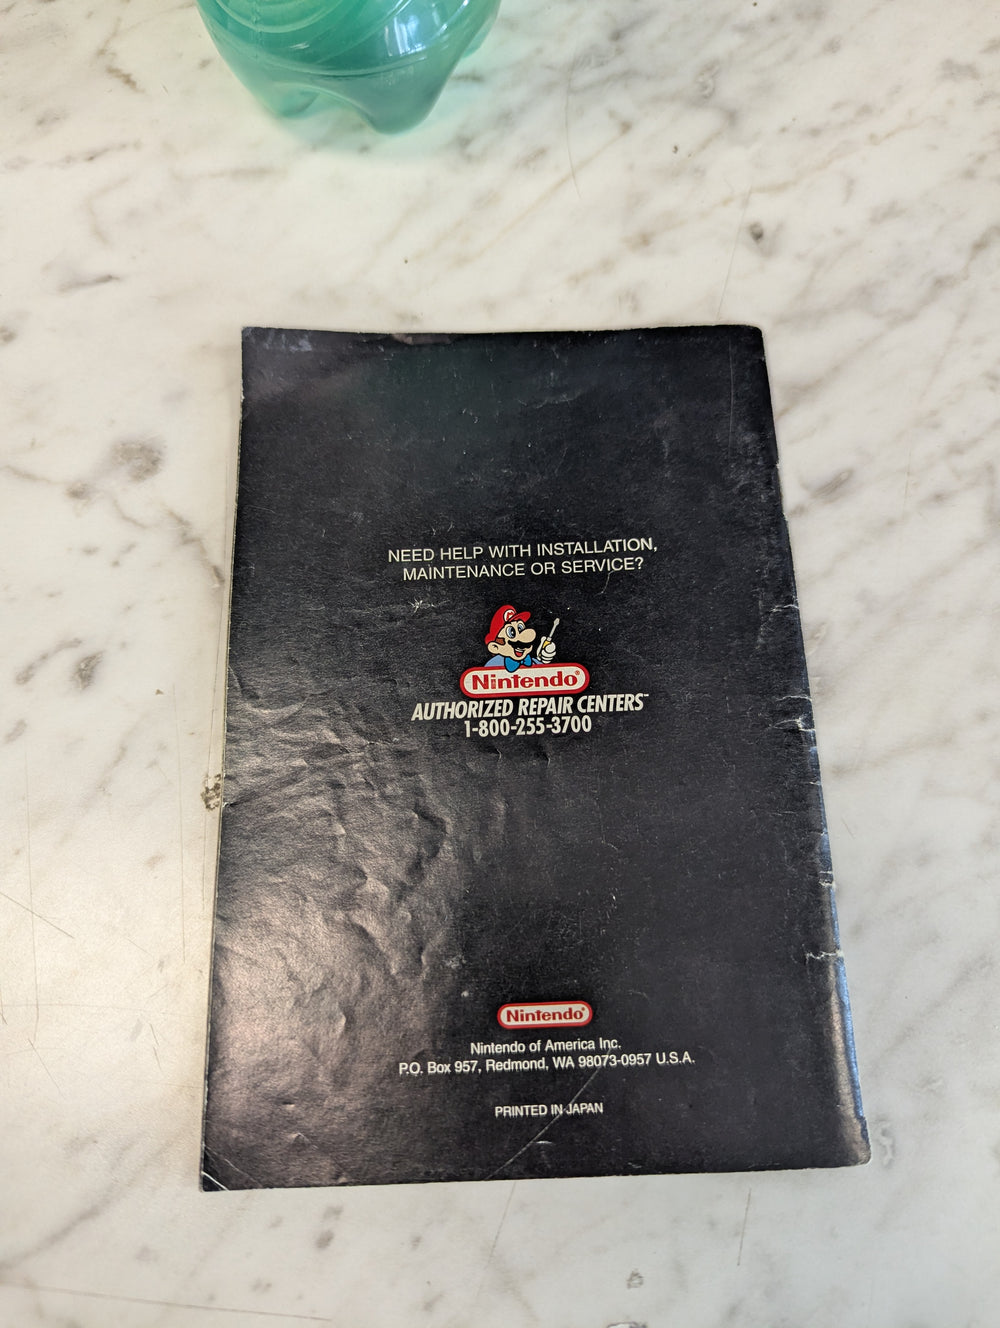 NEED HELP WITH INSTALLATION,
MAINTENANCE OR SERVICE?
Nintendo®
AUTHORIZED REPAIR CENTERS™
1-800-255-3700
Nintendo®
Nintendo of America Inc.
P.O. Box 957, Redmond, WA 98073-0957 U.S.A.
PRINTED IN JAPAN